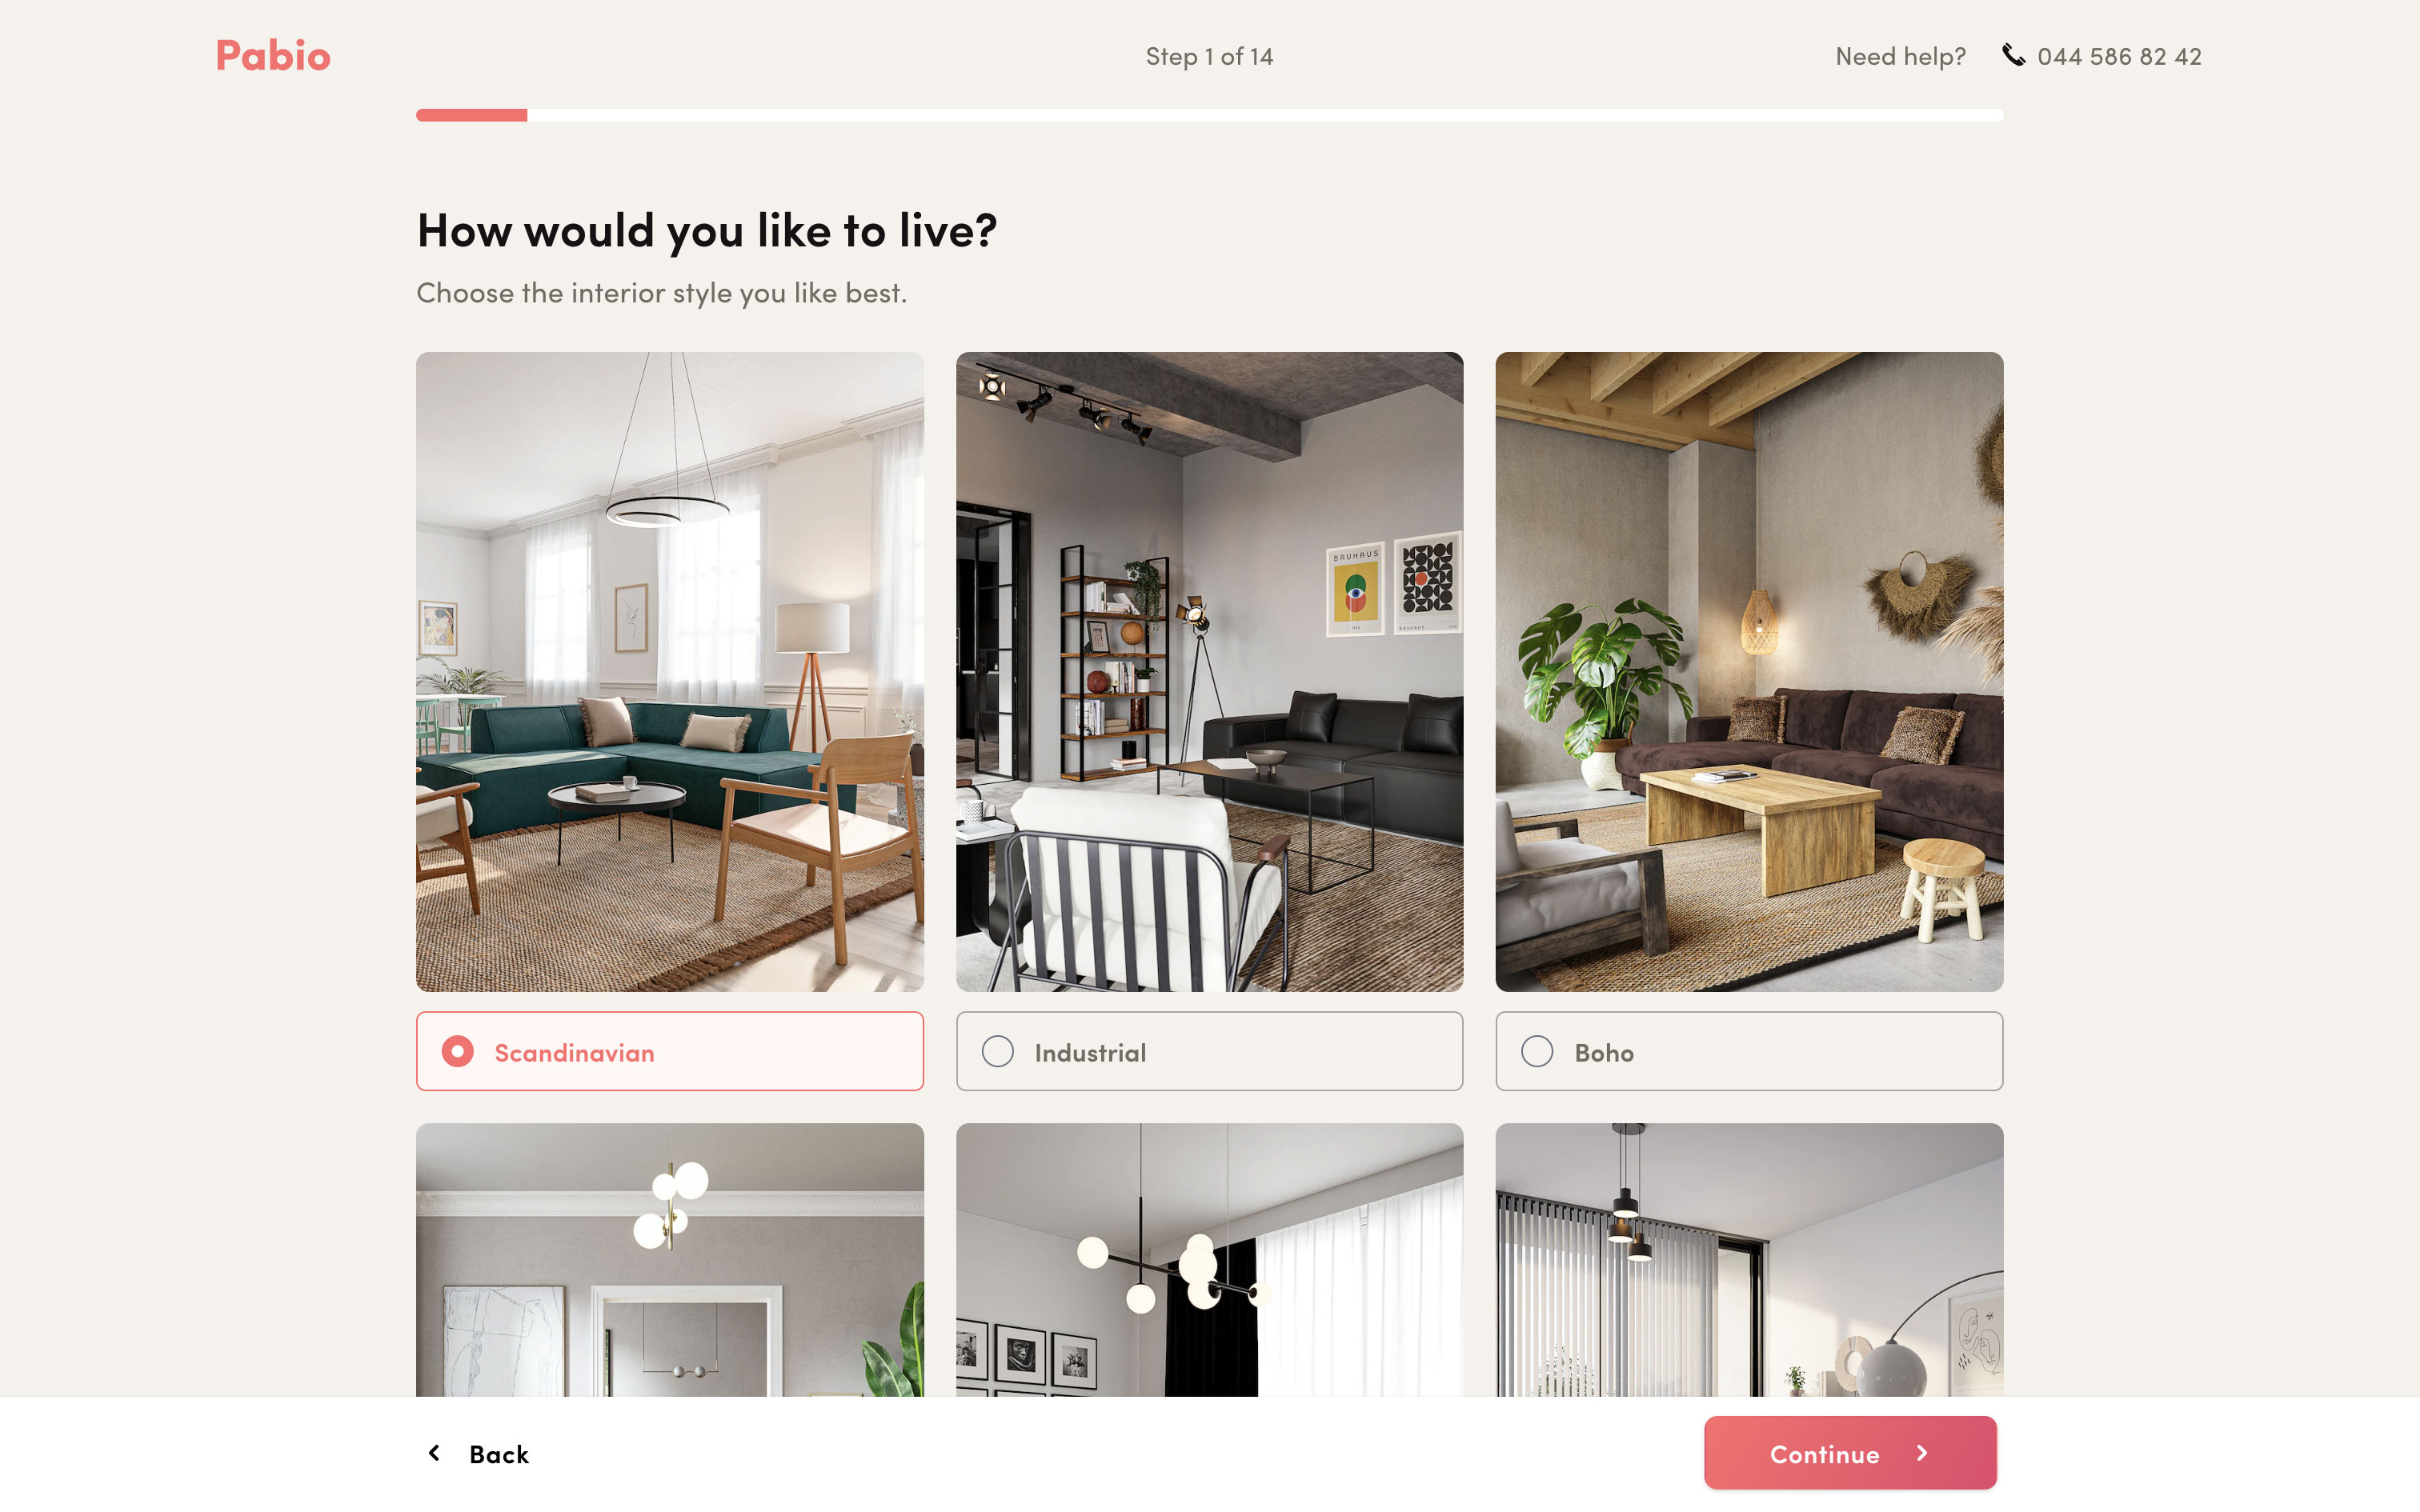 Pabio
Step 1 of 14
Need help? 044 586 82 42
How would you like to live?
Choose the interior style you like best.
BAUHAUS
BAUHAUS
Scandinavian
Industrial
Boho
Back
Continue